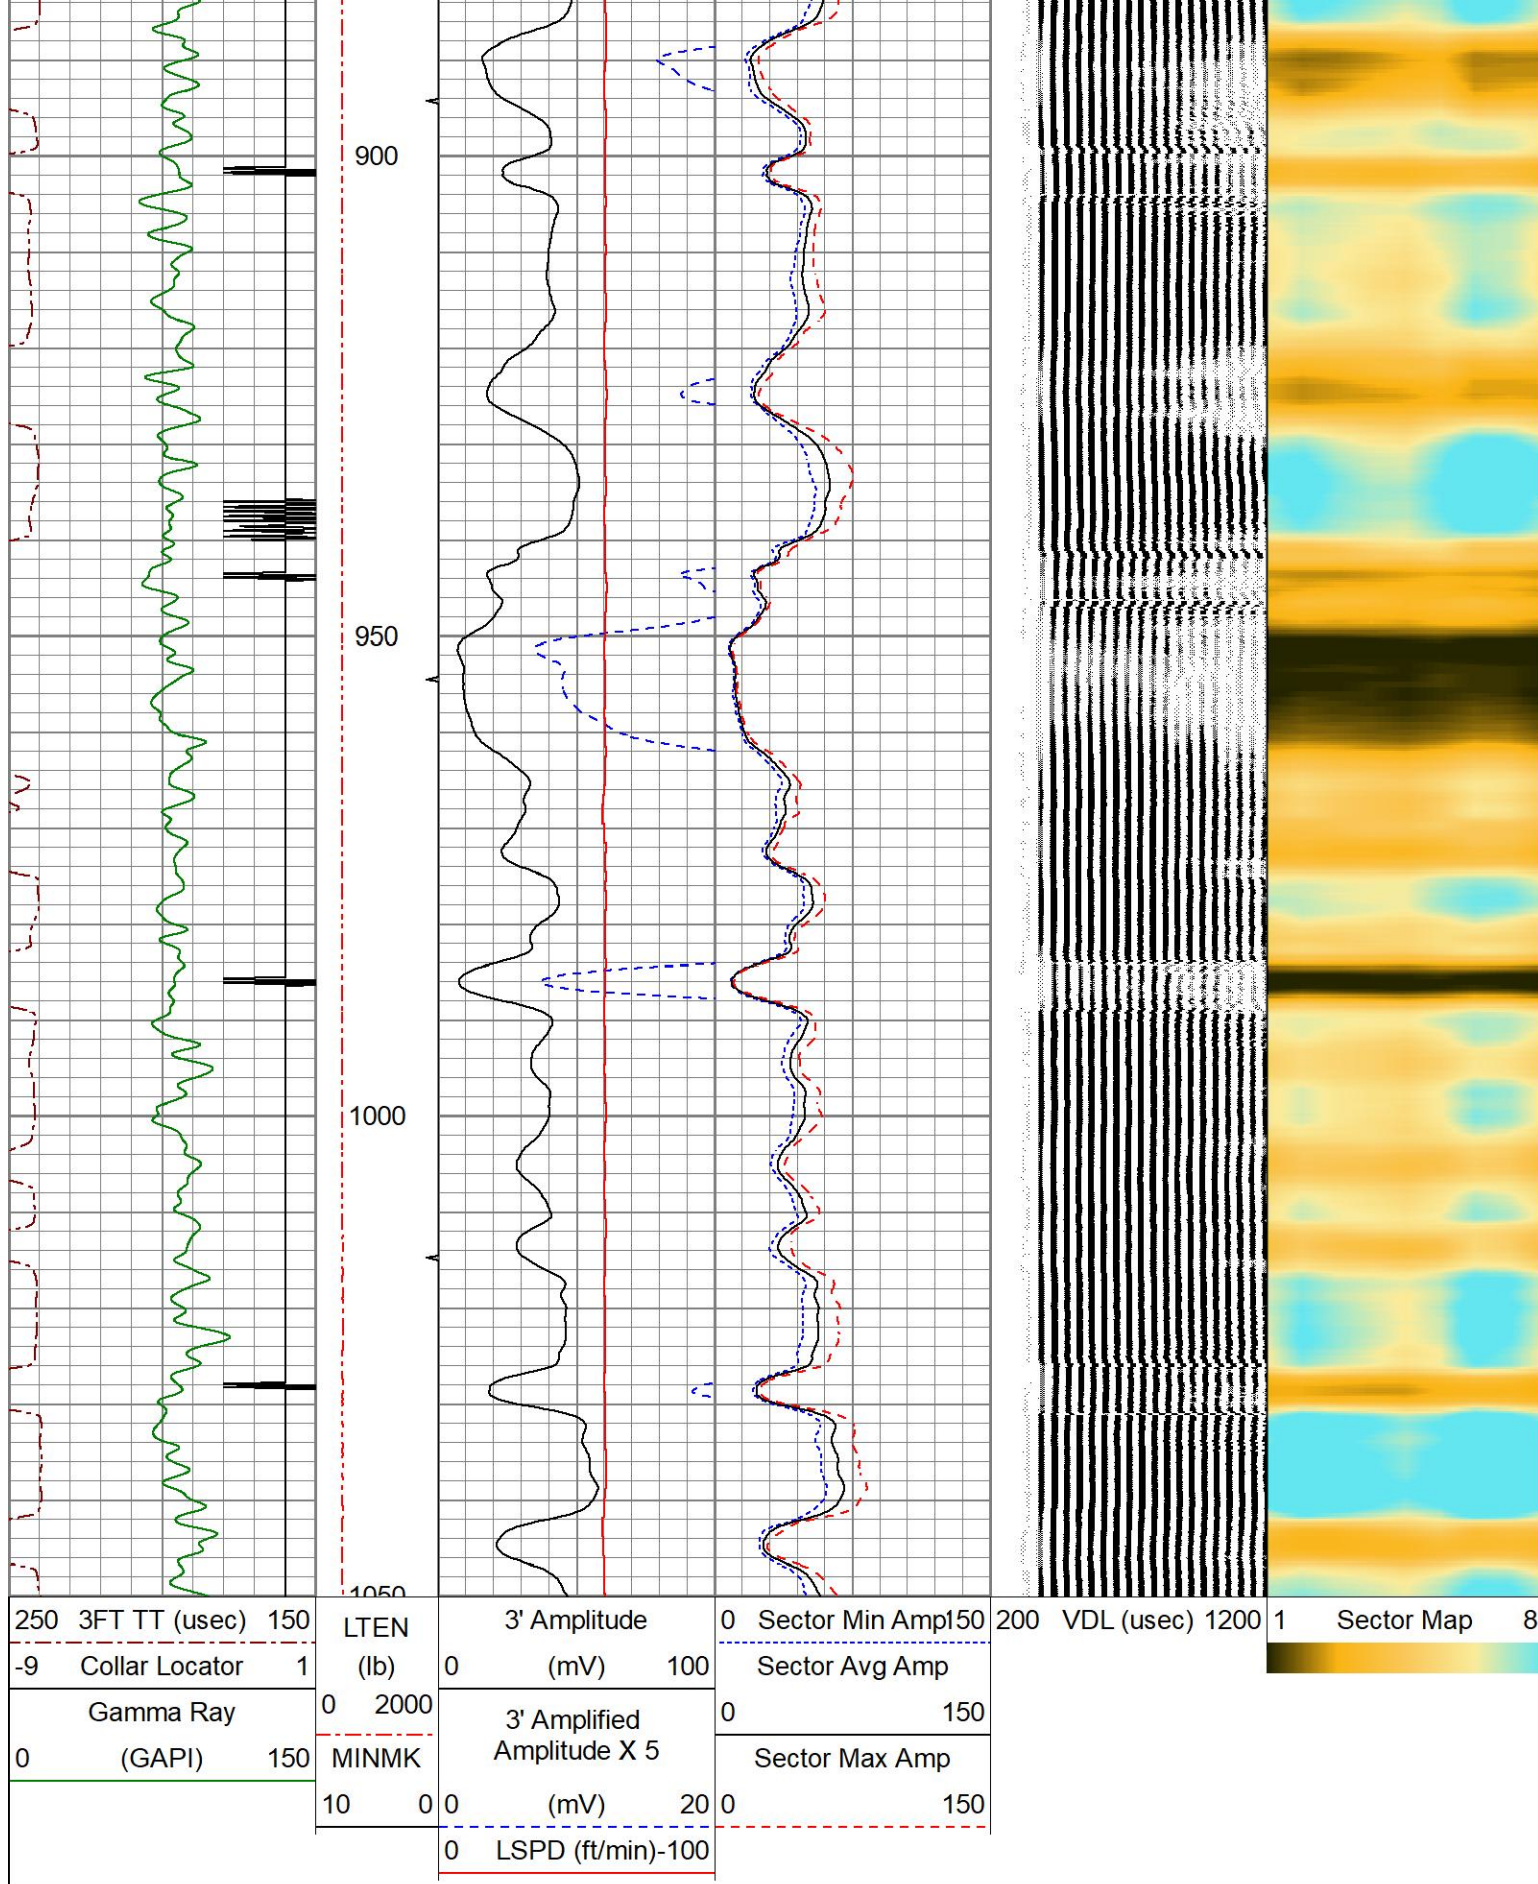 900
950
1000
1050
250 3FT TT (usec) 150
-9 Collar Locator 1
Gamma Ray
0 (GAPI) 150
LTEN
(lb)
0 2000
MINMK
10 0
3' Amplitude
0 (mV) 100
3' Amplified
Amplitude X 5
0 (mV) 20
0 LSPD (ft/min) -100
0 Sector Min Amp 150
Sector Avg Amp
0 150
Sector Max Amp
0 150
200 VDL (usec) 1200
1 Sector Map 8